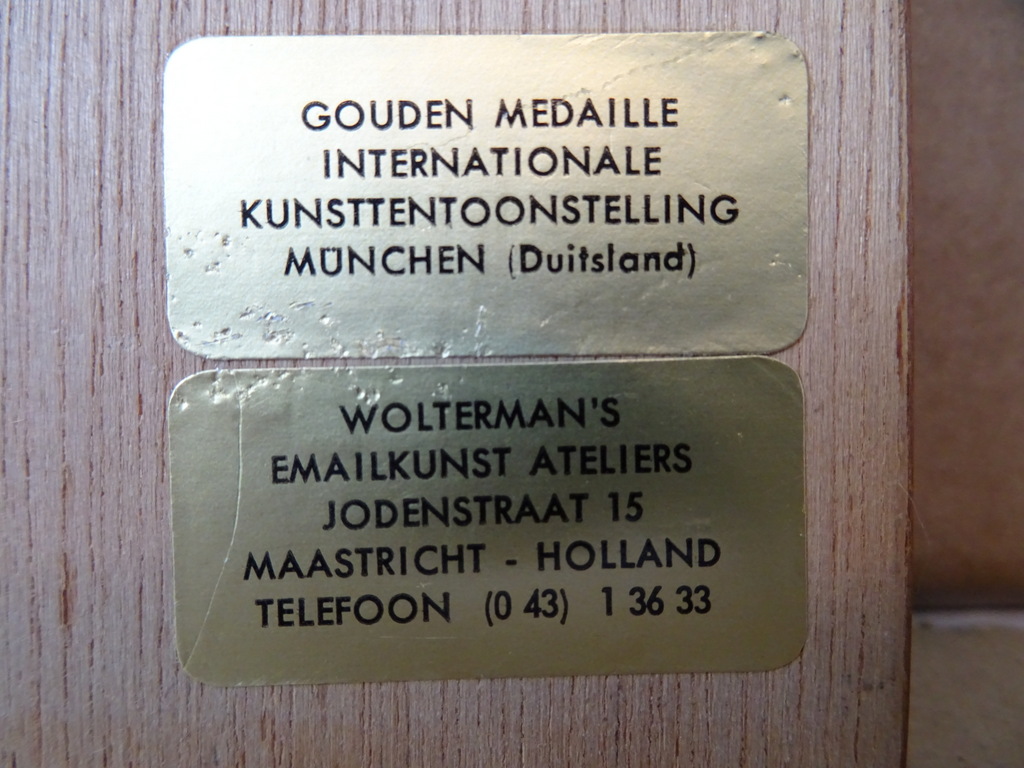 GOUDEN MEDAILLE
INTERNATIONALE
KUNSTTENTOONSTELLING
MÜNCHEN (Duitsland)
WOLTERMAN'S
EMAILKUNST ATELIERS
JODENSTRAAT 15
MAASTRICHT - HOLLAND
TELEFOON (0 43) 1 36 33